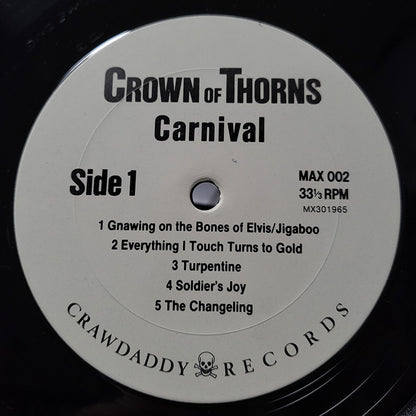 CROWN OF THORNS
Carnival
Side 1
MAX 002
33⅓ RPM
MX301965
1 Gnawing on the Bones of Elvis/Jigaboo
2 Everything I Touch Turns to Gold
3 Turpentine
4 Soldier's Joy
5 The Changeling
CRAWDADDY RECORDS